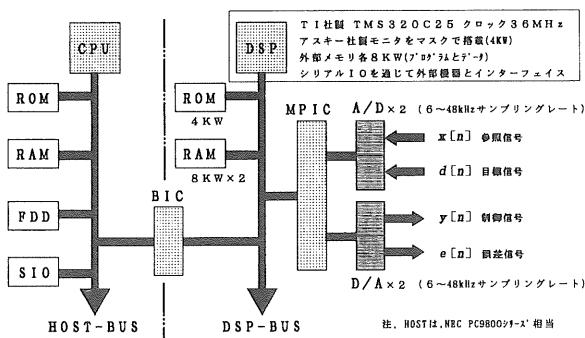 TI社製 TMS320C25 クロック36MHz
アスキー社製モニタをマスクで搭載(4KW)
外部メモリ各8KW(プログラムとデータ)
シリアルIOを通じて外部機器とインターフェイス
CPU
DSP
ROM
ROM
4KW
MPIC
A/D×2 (6～48kHzサンプリングレート)
RAM
RAM
8KW×2
x[n] 参照信号
d[n] 目標信号
BIC
FDD
y[n] 制御信号
SIO
e[n] 誤差信号
D/A×2 (6～48kHzサンプリングレート)
HOST-BUS
DSP-BUS
注. HOSTは、NEC PC9800シリーズ相当